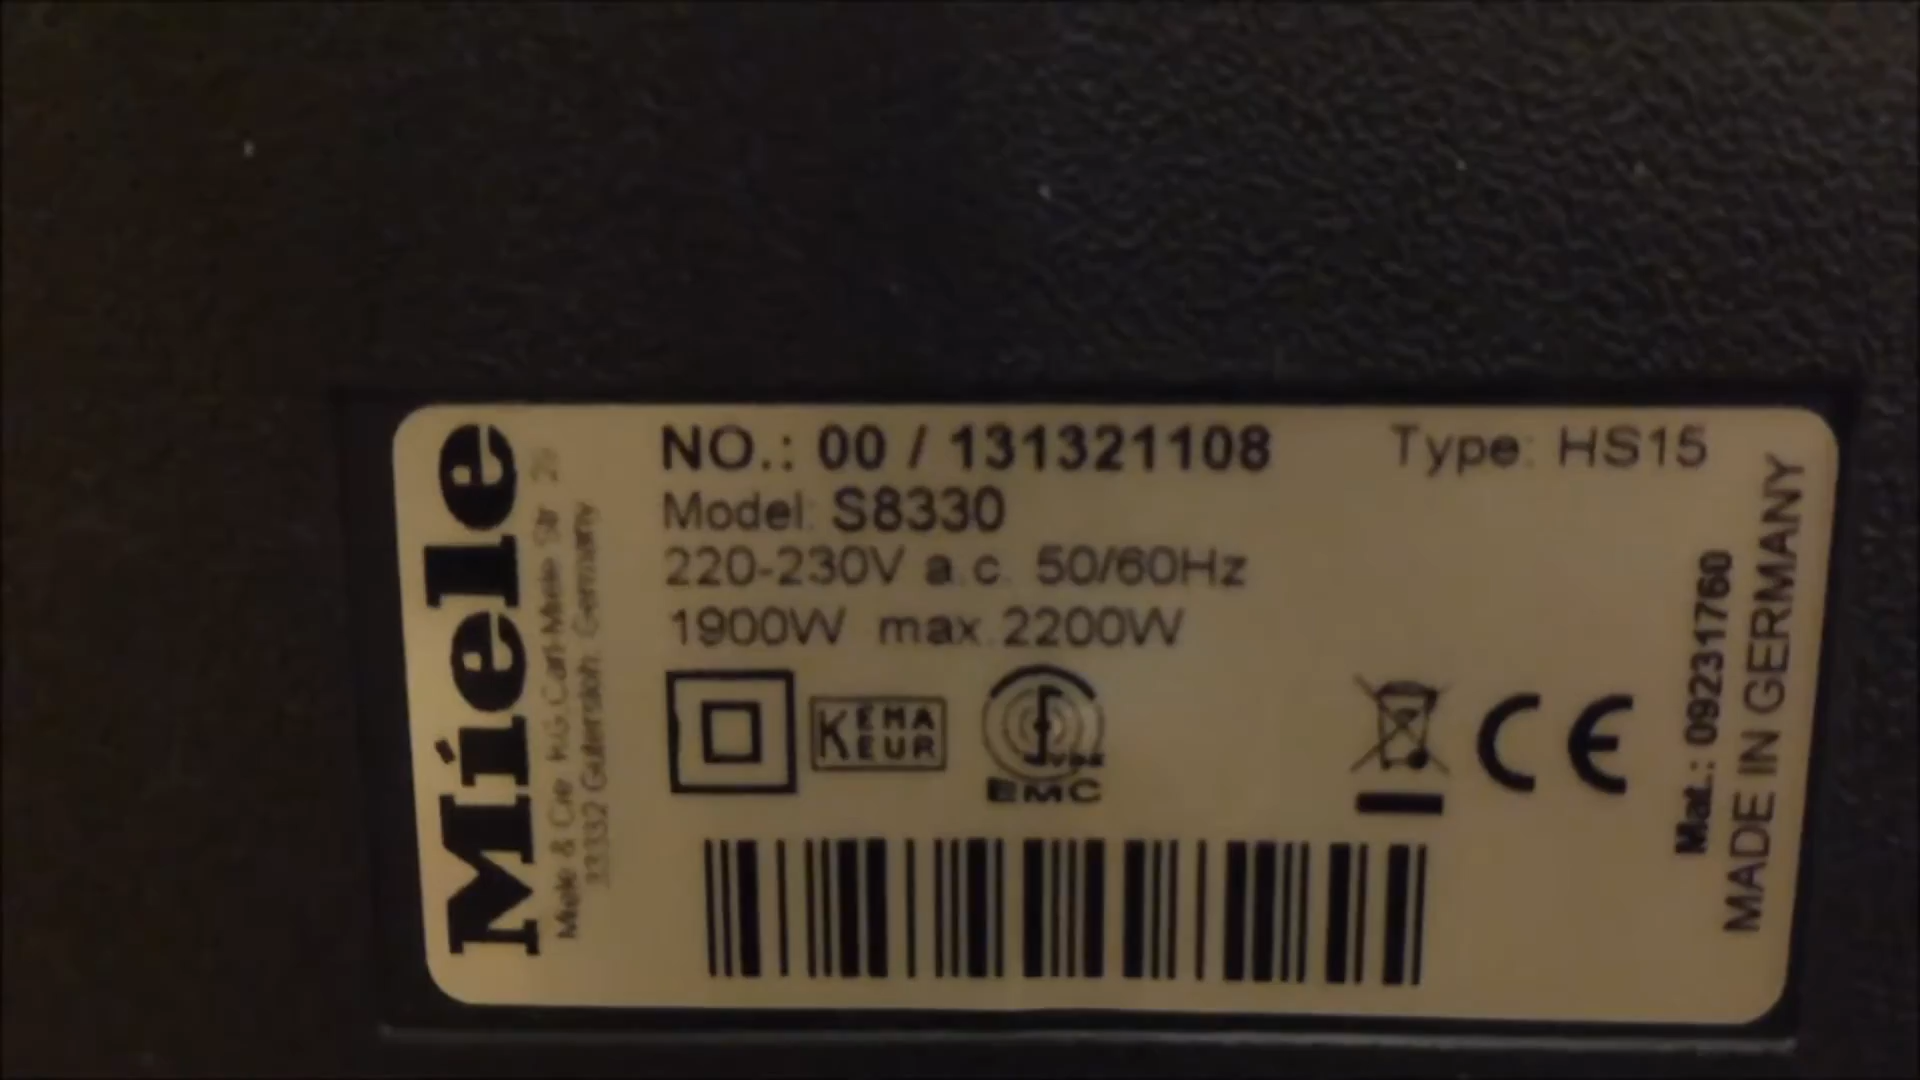 Miele
Miele & Cie. KG, Carl-Miele-Str. 29
33332 Gütersloh, Germany
NO.: 00 / 131321108
Type: HS15
Model: S8330
220-230V a.c. 50/60Hz
1900W max.2200W
KEMA
KEUR
EMC
CE
Mat.: 09231760
MADE IN GERMANY